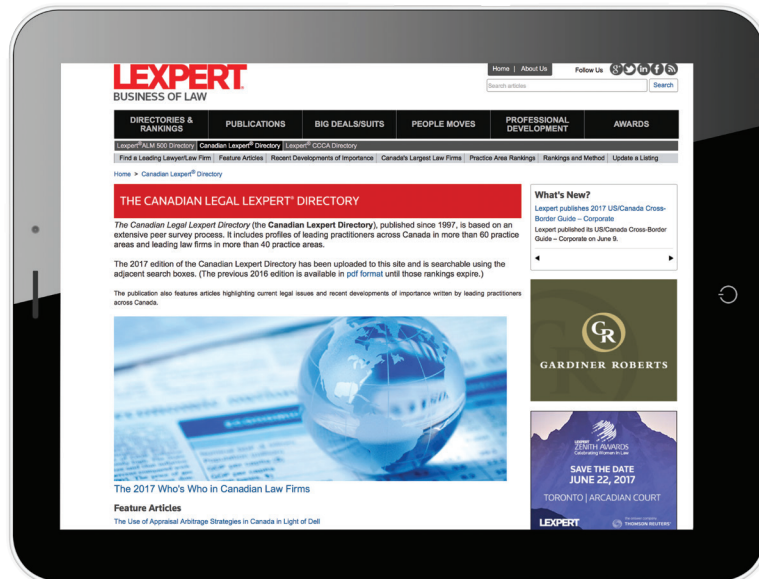 LEXPERT®
BUSINESS OF LAW
Home | About Us
Follow Us
Search articles
Search
DIRECTORIES & RANKINGS
PUBLICATIONS
BIG DEALS/SUITS
PEOPLE MOVES
PROFESSIONAL DEVELOPMENT
AWARDS
Lexpert®ALM 500 Directory
Canadian Lexpert® Directory
Lexpert® CCCA Directory
Find a Leading Lawyer/Law Firm
Feature Articles
Recent Developments of Importance
Canada's Largest Law Firms
Practice Area Rankings
Rankings and Method
Update a Listing
Home > Canadian Lexpert® Directory
THE CANADIAN LEGAL LEXPERT® DIRECTORY
The Canadian Legal Lexpert Directory (the Canadian Lexpert Directory), published since 1997, is based on an
extensive peer survey process. It includes profiles of leading practitioners across Canada in more than 60 practice
areas and leading law firms in more than 40 practice areas.
The 2017 edition of the Canadian Lexpert Directory has been uploaded to this site and is searchable using the
adjacent search boxes. (The previous 2016 edition is available in pdf format until those rankings expire.)
The publication also features articles highlighting current legal issues and recent developments of importance written by leading practitioners
across Canada.
The 2017 Who's Who in Canadian Law Firms
Feature Articles
The Use of Appraisal Arbitrage Strategies in Canada in Light of Dell
What's New?
Lexpert publishes 2017 US/Canada Cross-
Border Guide – Corporate
Lexpert published its US/Canada Cross-Border
Guide – Corporate on June 9.
GR
GARDINER ROBERTS
LEXPERT
ZENITH AWARDS
Celebrating Women in Law
SAVE THE DATE
JUNE 22, 2017
TORONTO | ARCADIAN COURT
LEXPERT
THOMSON REUTERS®